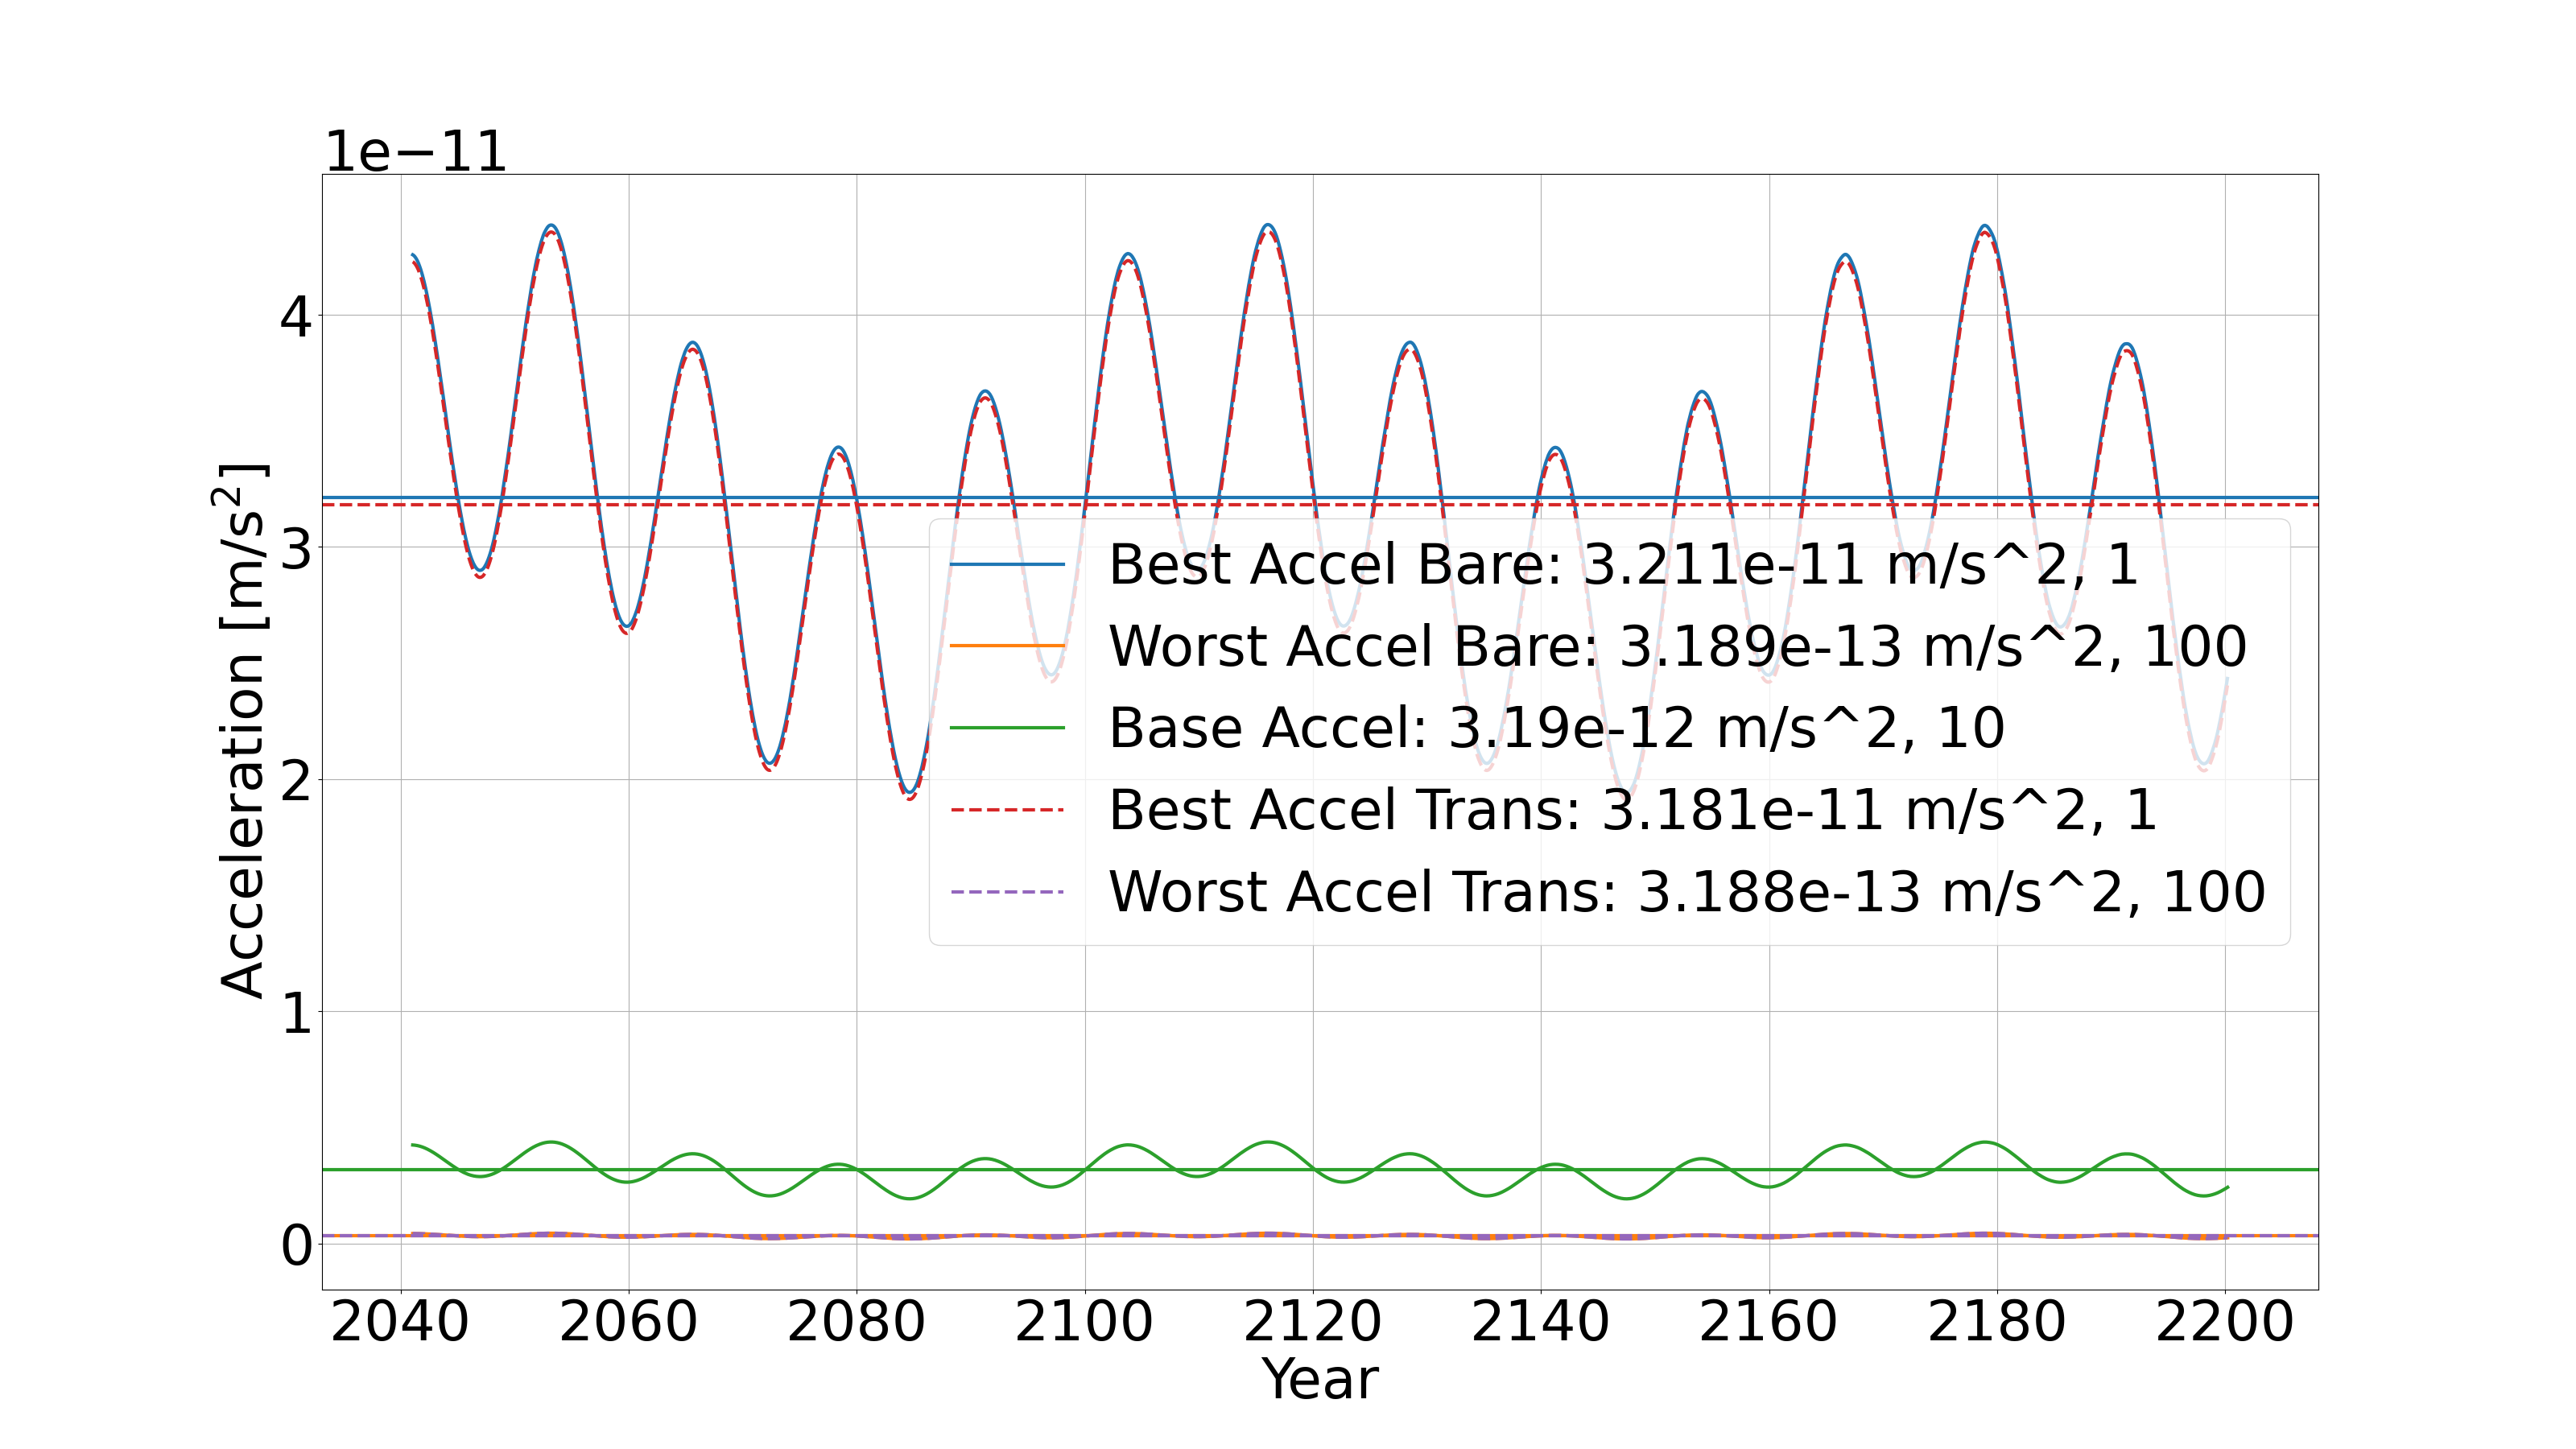 1e−11
Acceleration [m/s²]
4
3
2
1
0
Best Accel Bare: 3.211e-11 m/s^2, 1
Worst Accel Bare: 3.189e-13 m/s^2, 100
Base Accel: 3.19e-12 m/s^2, 10
Best Accel Trans: 3.181e-11 m/s^2, 1
Worst Accel Trans: 3.188e-13 m/s^2, 100
2040 2060 2080 2100 2120 2140 2160 2180 2200
Year